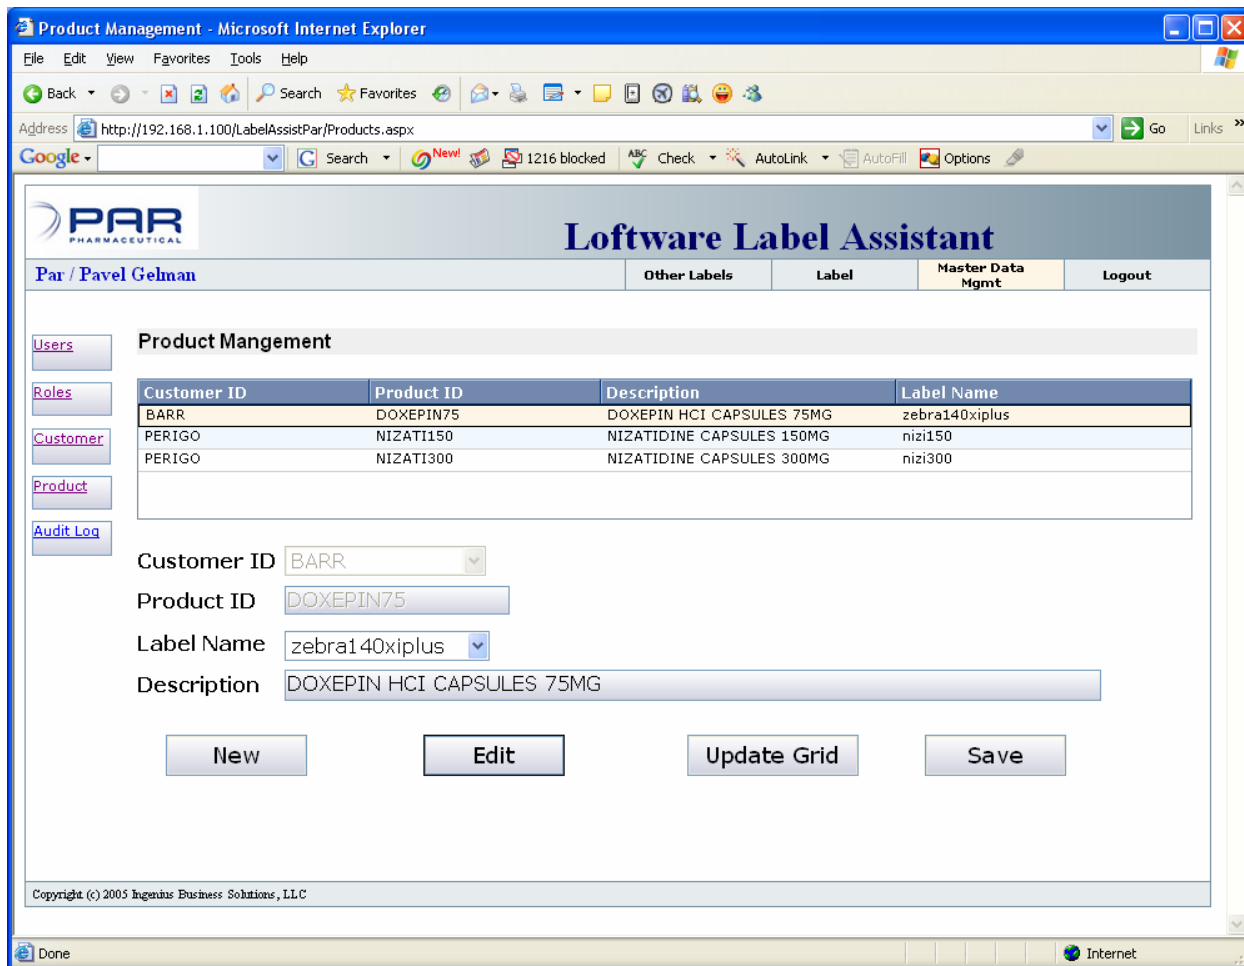 Product Management - Microsoft Internet Explorer
File Edit View Favorites Tools Help
Back Search Favorites
Address http://192.168.1.100/LabelAssistPar/Products.aspx Go Links »
Google Search New! 1216 blocked ABC Check AutoLink AutoFill Options
PAR
PHARMACEUTICAL
Loftware Label Assistant
Par / Pavel Gelman Other Labels Label Master Data Mgmt Logout
Users
Product Mangement
Roles
Customer ID Product ID Description Label Name
BARR DOXEPIN75 DOXEPIN HCI CAPSULES 75MG zebra140xiplus
Customer
PERIGO NIZATI150 NIZATIDINE CAPSULES 150MG nizi150
PERIGO NIZATI300 NIZATIDINE CAPSULES 300MG nizi300
Product
Audit Log
Customer ID BARR
Product ID DOXEPIN75
Label Name zebra140xiplus
Description DOXEPIN HCI CAPSULES 75MG
New Edit Update Grid Save
Copyright (c) 2005 Ingenius Business Solutions, LLC
Done Internet